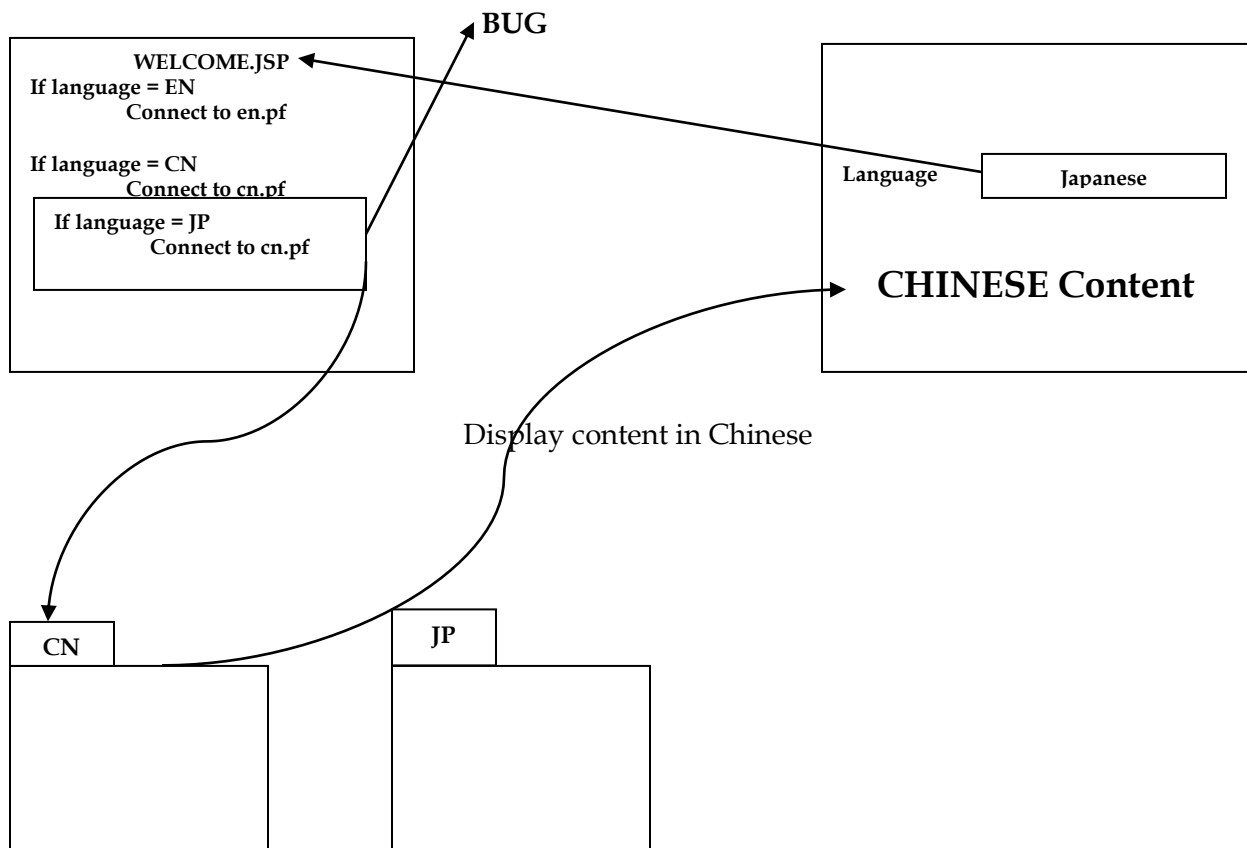 BUG
WELCOME.JSP
If language = EN
Connect to en.pf
If language = CN
Connect to cn.pf
If language = JP
Connect to cn.pf
Language
Japanese
CHINESE Content
Display content in Chinese
CN
JP